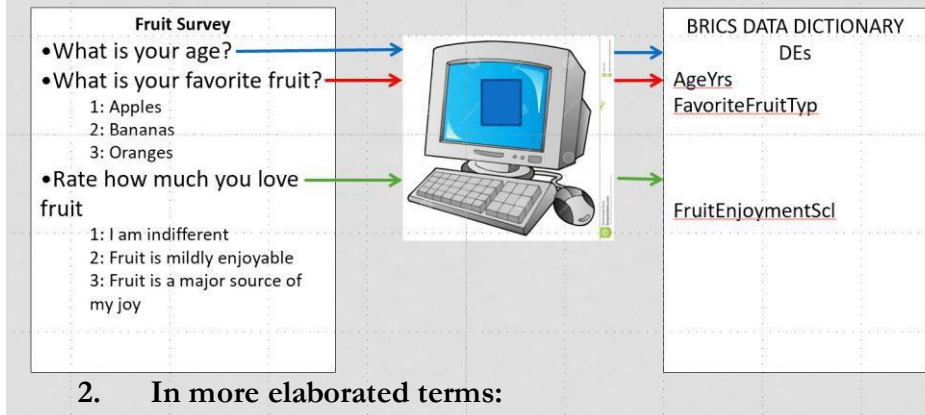 Fruit Survey
•What is your age?
•What is your favorite fruit?
1: Apples
2: Bananas
3: Oranges
•Rate how much you love
fruit
1: I am indifferent
2: Fruit is mildly enjoyable
3: Fruit is a major source of
my joy
BRICS DATA DICTIONARY
DEs
AgeYrs
FavoriteFruitTyp
FruitEnjoymentScl
2. In more elaborated terms: